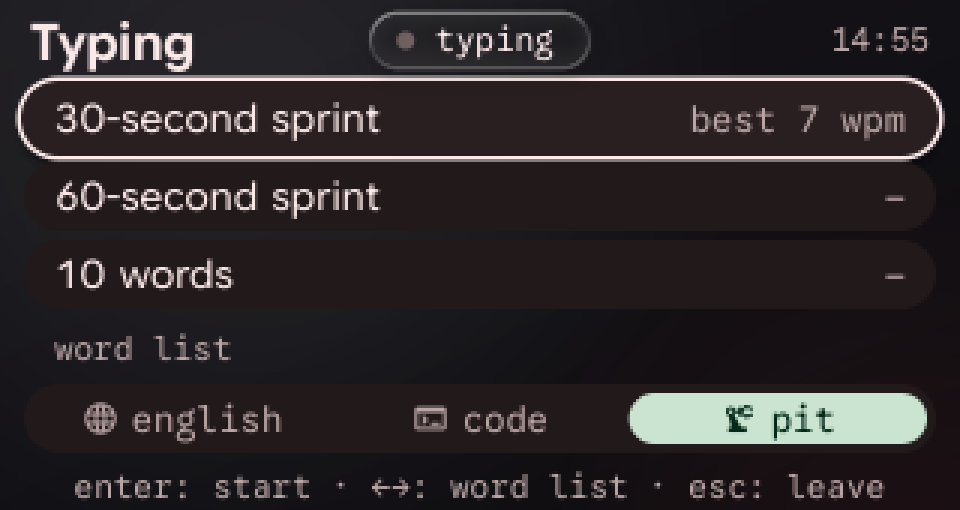 Typing typing 14:55
30-second sprint best 7 wpm
60-second sprint –
10 words –
word list
english code pit
enter: start · ↔: word list · esc: leave